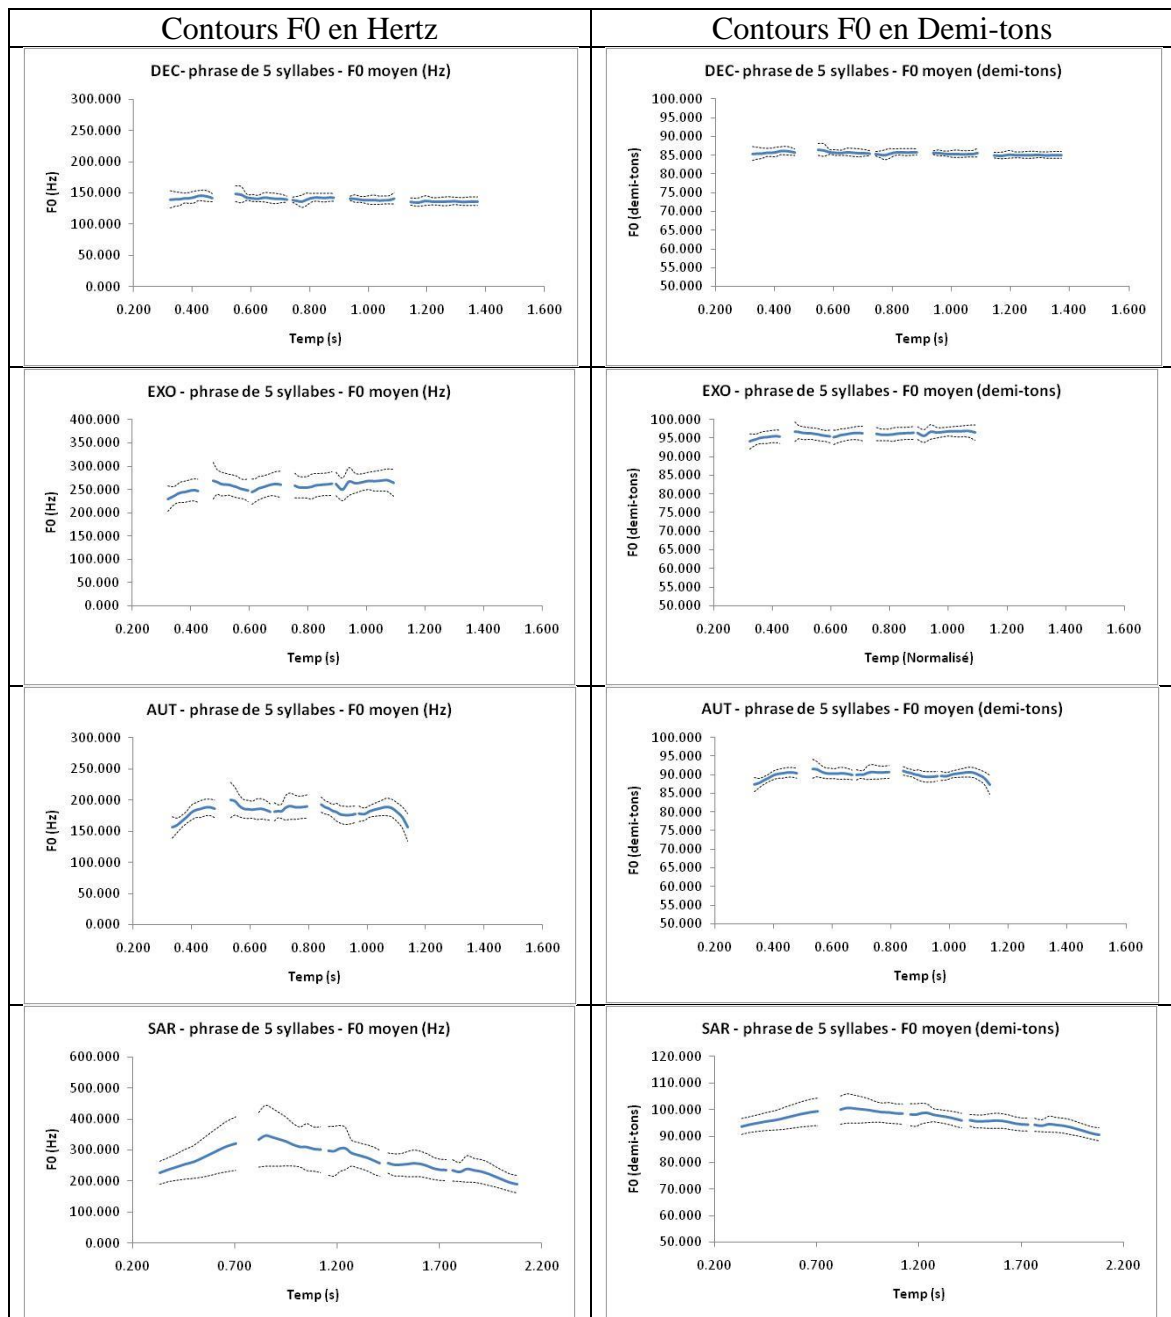 Contours F0 en Hertz
Contours F0 en Demi-tons
DEC- phrase de 5 syllabes - F0 moyen (Hz)
300.000
250.000
200.000
150.000
100.000
50.000
0.000
F0 (Hz)
0.200 0.400 0.600 0.800 1.000 1.200 1.400 1.600
Temp (s)
DEC- phrase de 5 syllabes - F0 moyen (demi-tons)
100.000
95.000
90.000
85.000
80.000
75.000
70.000
65.000
60.000
55.000
50.000
F0 (demi-tons)
0.200 0.400 0.600 0.800 1.000 1.200 1.400 1.600
Temp (s)
EXO - phrase de 5 syllabes - F0 moyen (Hz)
400.000
350.000
300.000
250.000
200.000
150.000
100.000
50.000
0.000
F0 (Hz)
0.200 0.400 0.600 0.800 1.000 1.200 1.400 1.600
Temp (s)
EXO - phrase de 5 syllabes - F0 moyen (demi-tons)
100.000
95.000
90.000
85.000
80.000
75.000
70.000
65.000
60.000
55.000
50.000
F0 (demi-tons)
0.200 0.400 0.600 0.800 1.000 1.200 1.400 1.600
Temp (Normalisé)
AUT - phrase de 5 syllabes - F0 moyen (Hz)
300.000
250.000
200.000
150.000
100.000
50.000
0.000
F0 (Hz)
0.200 0.400 0.600 0.800 1.000 1.200 1.400 1.600
Temp (s)
AUT - phrase de 5 syllabes - F0 moyen (demi-tons)
100.000
95.000
90.000
85.000
80.000
75.000
70.000
65.000
60.000
55.000
50.000
F0 (demi-tons)
0.200 0.400 0.600 0.800 1.000 1.200 1.400 1.600
Temp (s)
SAR - phrase de 5 syllabes - F0 moyen (Hz)
600.000
500.000
400.000
300.000
200.000
100.000
0.000
F0 (Hz)
0.200 0.700 1.200 1.700 2.200
Temp (s)
SAR - phrase de 5 syllabes - F0 moyen (demi-tons)
120.000
110.000
100.000
90.000
80.000
70.000
60.000
50.000
F0 (demi-tons)
0.200 0.700 1.200 1.700 2.200
Temp (s)